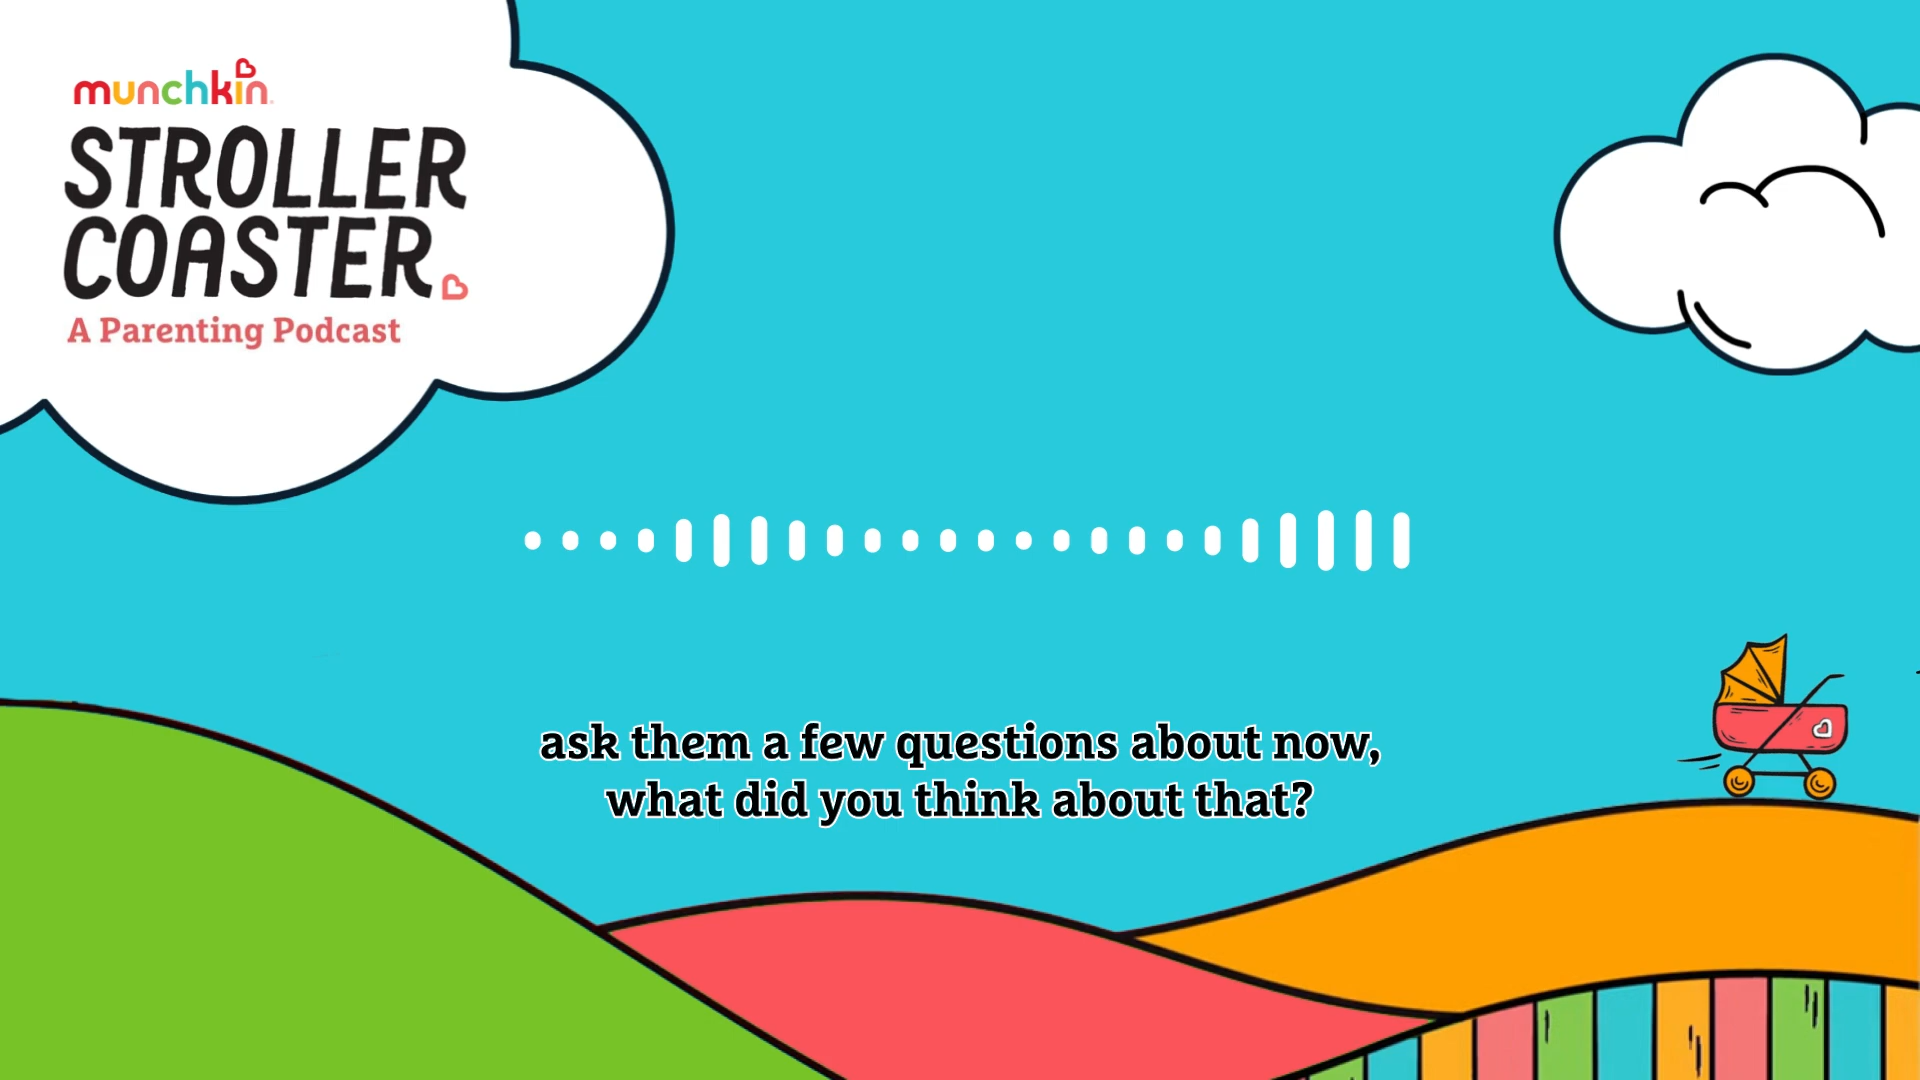 munchkin
STROLLER
COASTER
A Parenting Podcast
ask them a few questions about now,
what did you think about that?